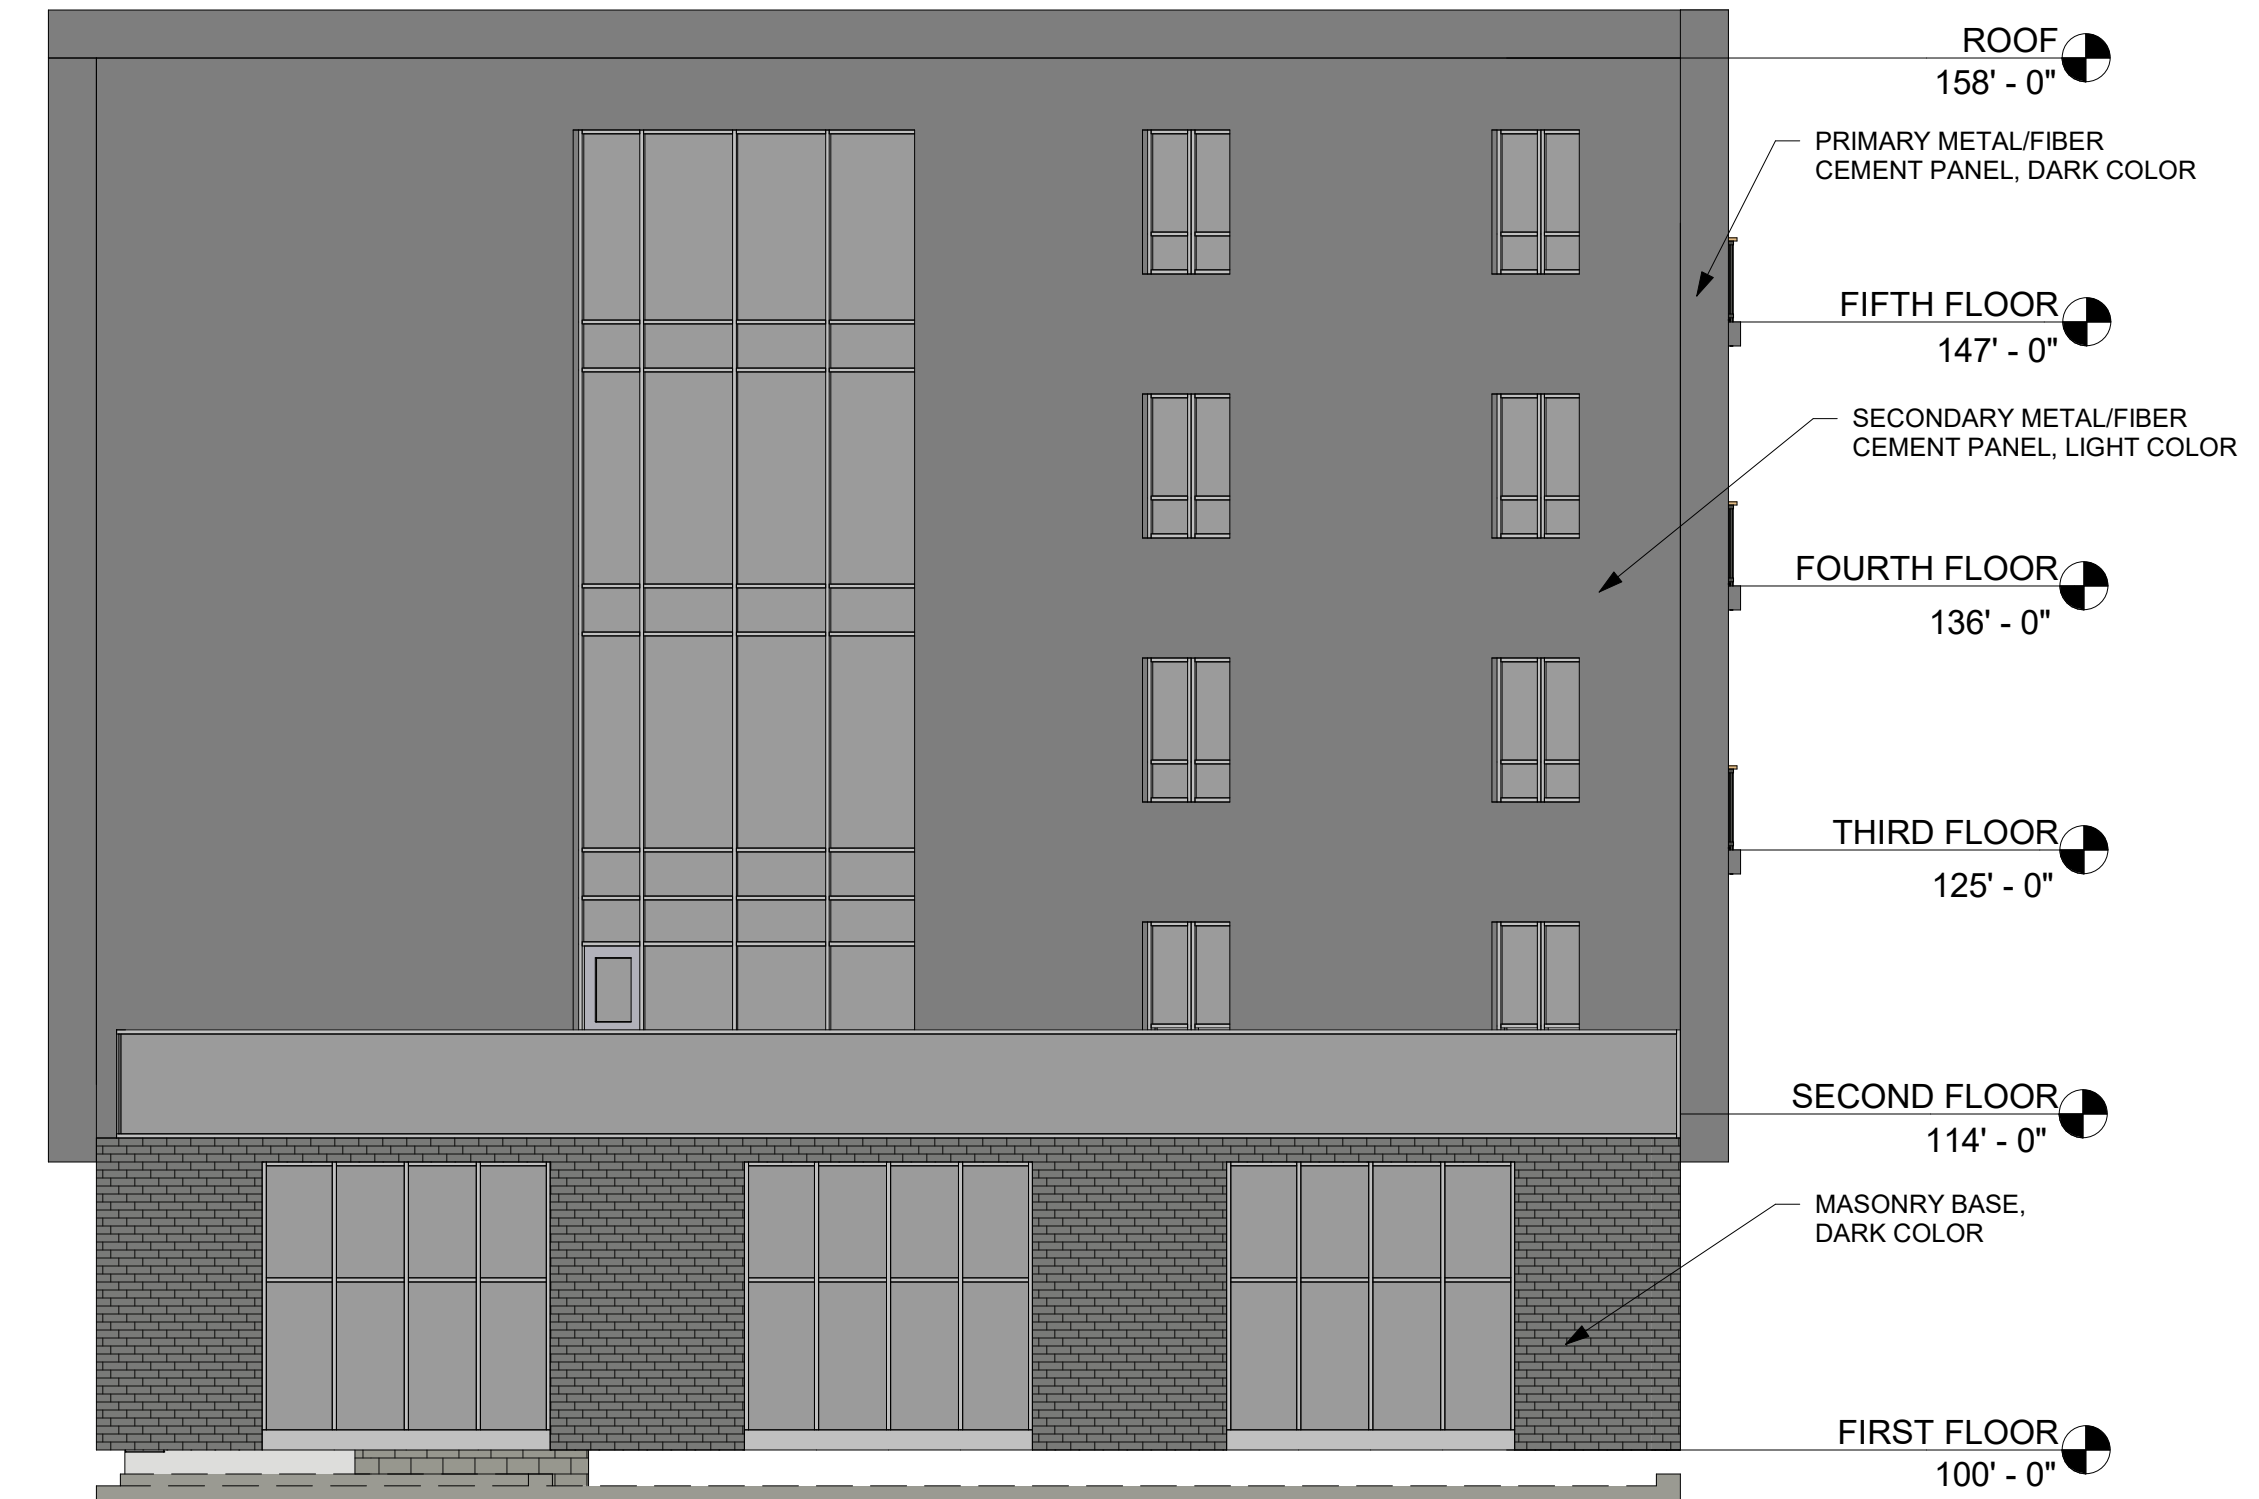 ROOF
158' - 0"
PRIMARY METAL/FIBER
CEMENT PANEL, DARK COLOR
FIFTH FLOOR
147' - 0"
SECONDARY METAL/FIBER
CEMENT PANEL, LIGHT COLOR
FOURTH FLOOR
136' - 0"
THIRD FLOOR
125' - 0"
SECOND FLOOR
114' - 0"
MASONRY BASE,
DARK COLOR
FIRST FLOOR
100' - 0"